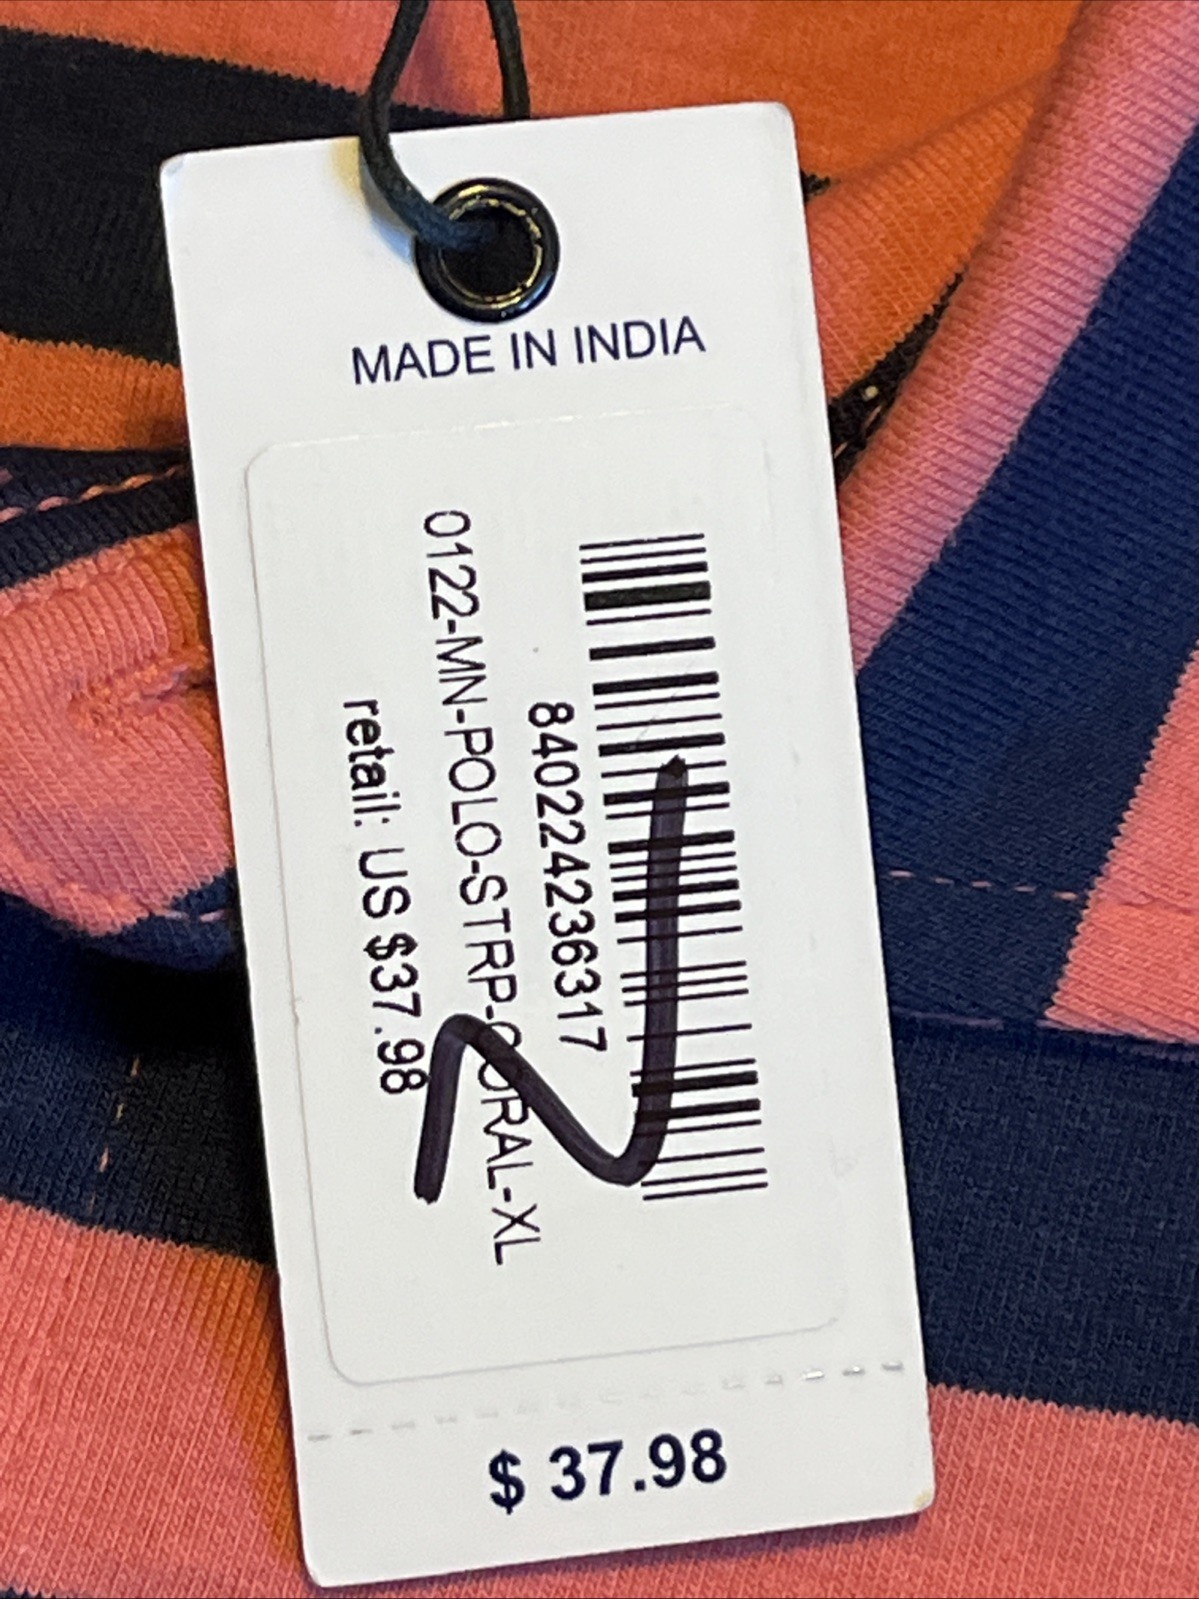 MADE IN INDIA
840224236317
0122-MN-POLO-STRP-CORAL-XL
retail: US $37.98
$ 37.98